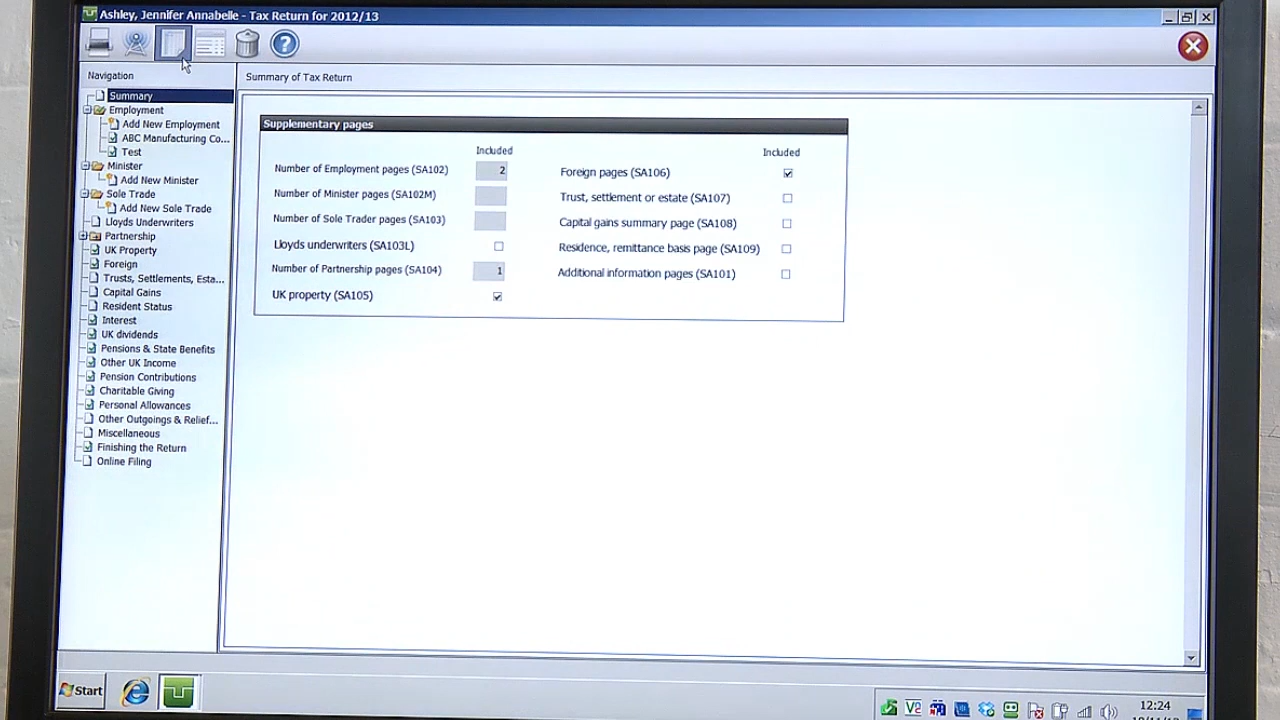 Ashley, Jennifer Annabelle - Tax Return for 2012/13
Navigation
Summary
Employment
Add New Employment
ABC Manufacturing Co...
Test
Minister
Add New Minister
Sole Trade
Add New Sole Trade
Lloyds Underwriters
Partnership
UK Property
Foreign
Trusts, Settlements, Esta...
Capital Gains
Resident Status
Interest
UK dividends
Pensions & State Benefits
Other UK Income
Pension Contributions
Charitable Giving
Personal Allowances
Other Outgoings & Relief...
Miscellaneous
Finishing the Return
Online Filing
Summary of Tax Return
Supplementary pages
Included
Number of Employment pages (SA102) 2
Number of Minister pages (SA102M)
Number of Sole Trader pages (SA103)
Lloyds underwriters (SA103L)
Number of Partnership pages (SA104) 1
UK property (SA105)
Included
Foreign pages (SA106)
Trust, settlement or estate (SA107)
Capital gains summary page (SA108)
Residence, remittance basis page (SA109)
Additional information pages (SA101)
Start
V2
12:24